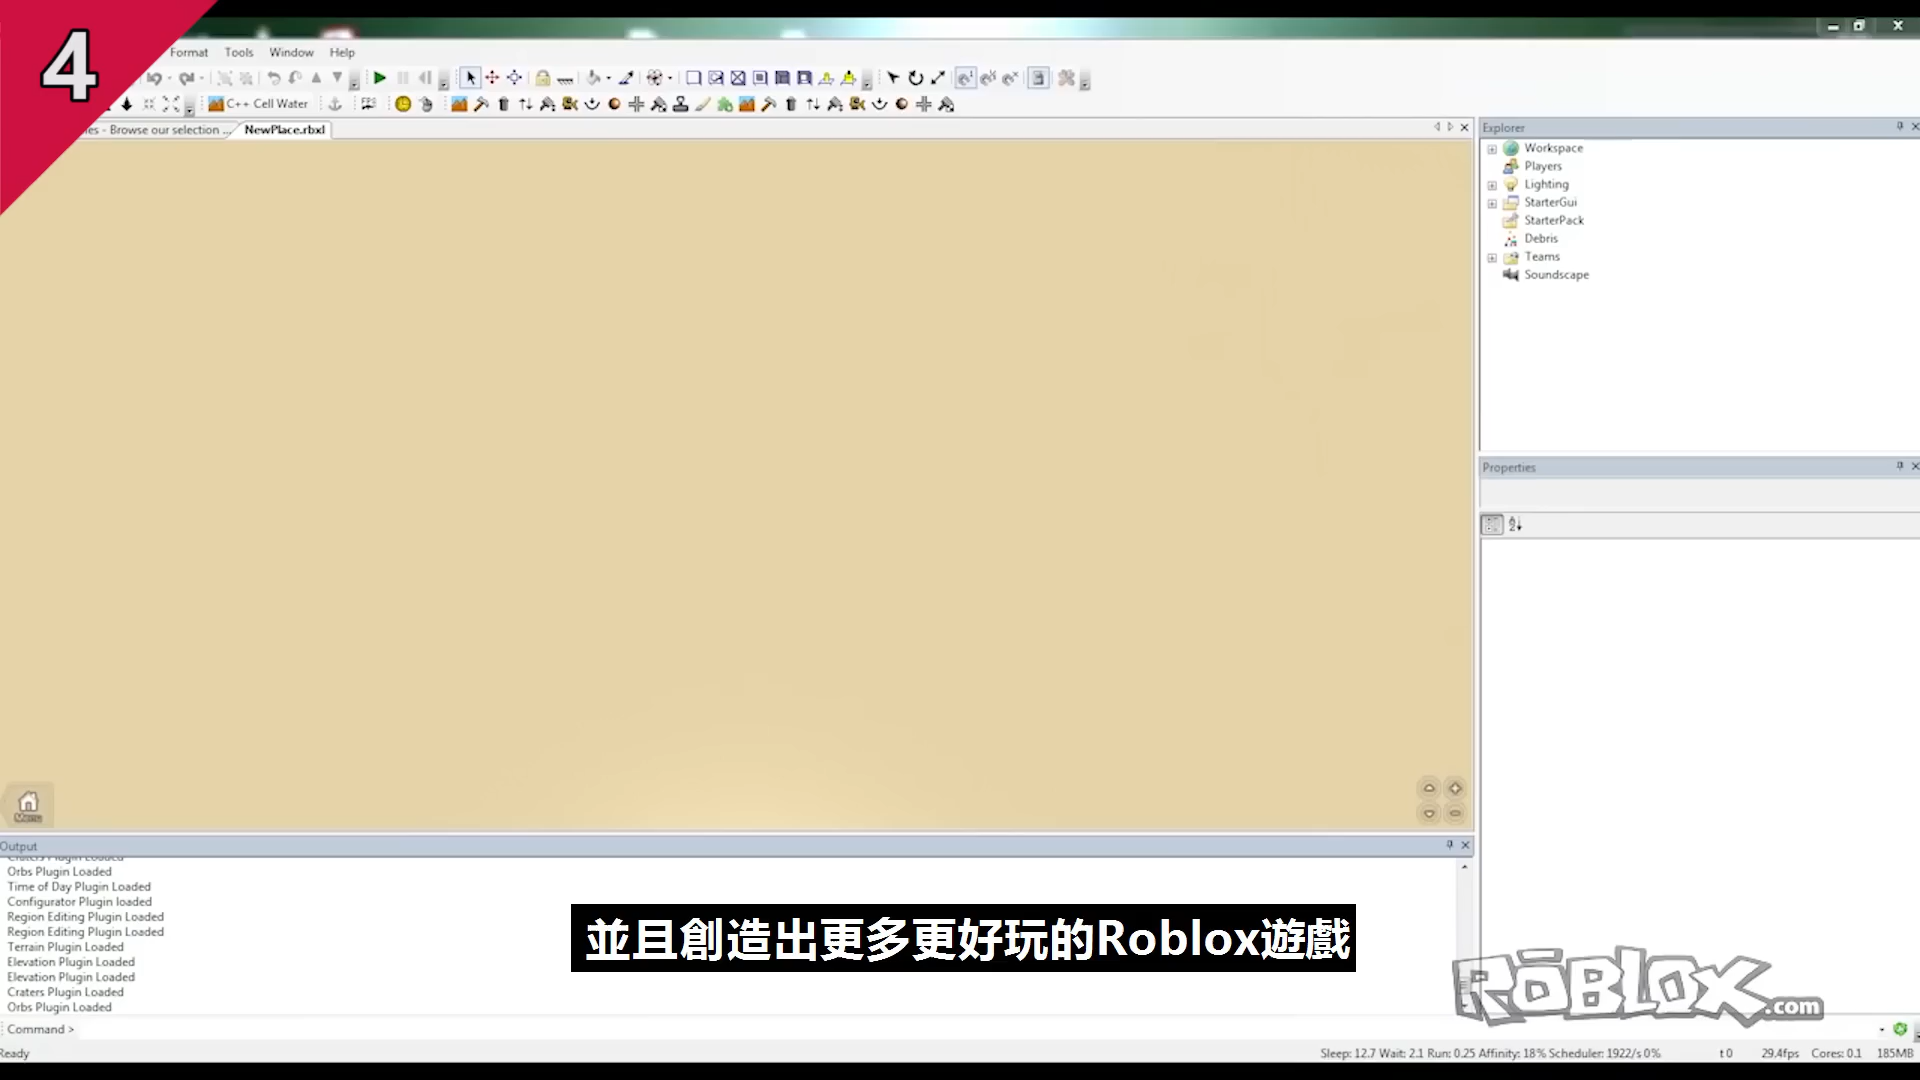 4
Format Tools Window Help
C++ Cell Water
es - Browse our selection ... NewPlace.rbxl
Explorer
Workspace
Players
Lighting
StarterGui
StarterPack
Debris
Teams
Soundscape
Properties
Menu
Output
Craters Plugin Loaded
Orbs Plugin Loaded
Time of Day Plugin Loaded
Configurator Plugin loaded
Region Editing Plugin Loaded
Region Editing Plugin Loaded
Terrain Plugin Loaded
Elevation Plugin Loaded
Elevation Plugin Loaded
Craters Plugin Loaded
Orbs Plugin Loaded
並且創造出更多更好玩的Roblox遊戲
ROBLOX.com
Command >
Ready
Sleep: 12.7 Wait: 2.1 Run: 0.25 Affinity: 18% Scheduler: 1922/s 0% t 0 29.4fps Cores: 0.1 185MB